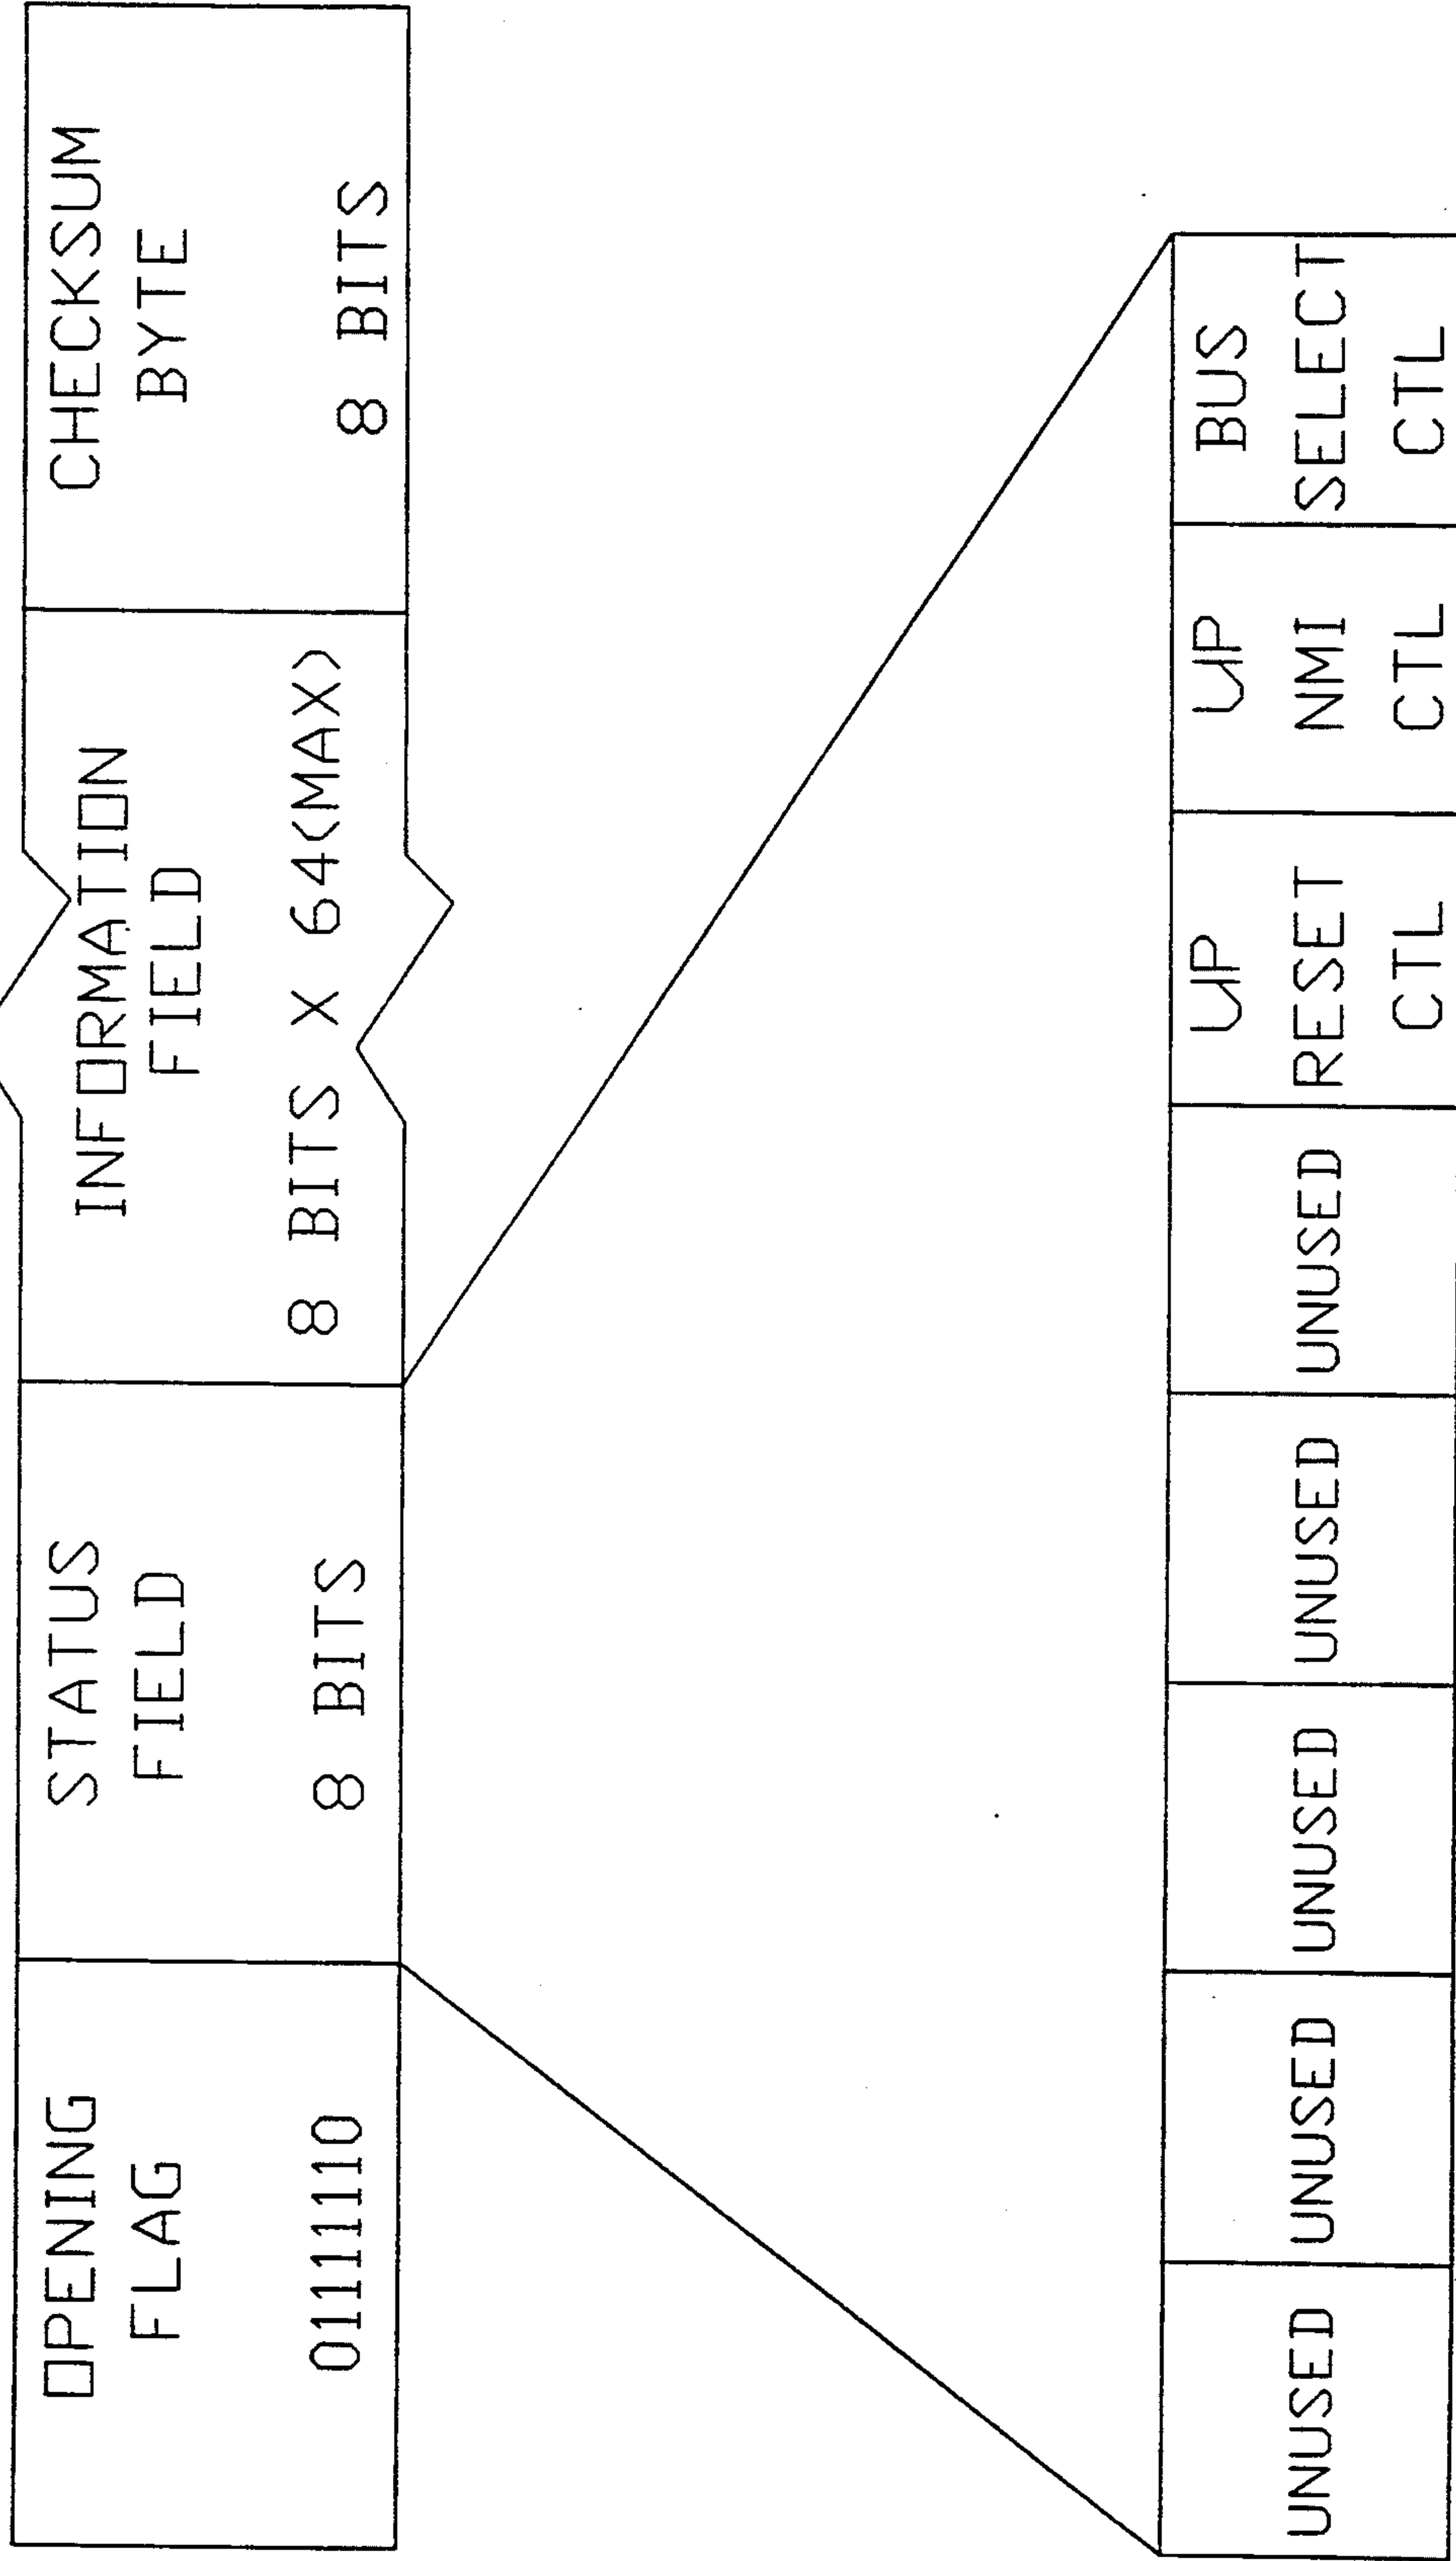 OPENING
FLAG
01111110
STATUS
FIELD
8 BITS
INFORMATION
FIELD
8 BITS X 64(MAX)
CHECKSUM
BYTE
8 BITS
UNUSED
UNUSED
UNUSED
UNUSED
UNUSED
UP
RESET
CTL
UP
NMI
CTL
BUS
SELECT
CTL